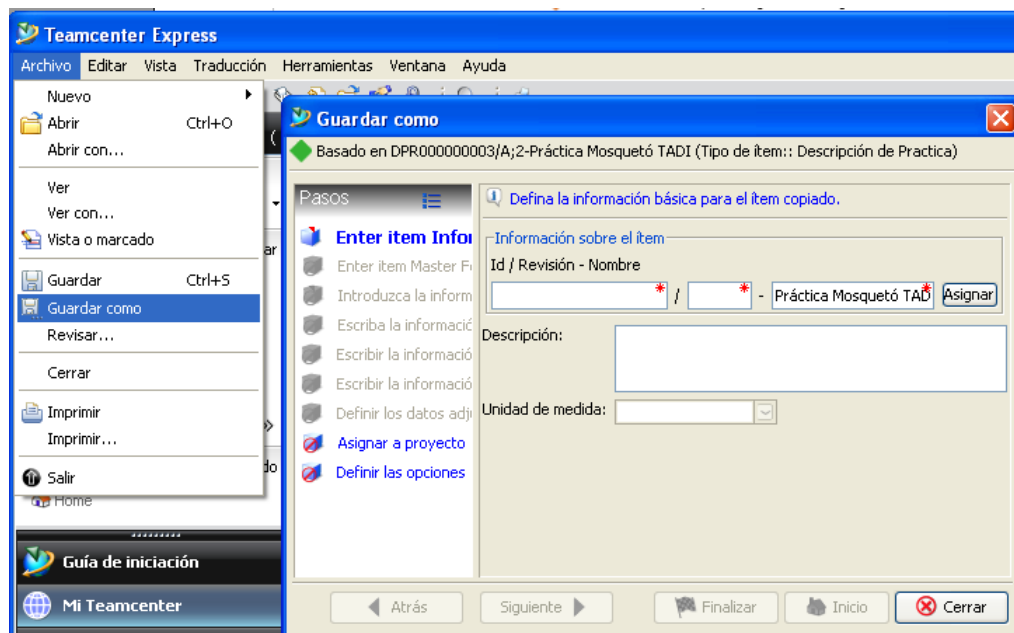 Teamcenter Express
Archivo Editar Vista Traducción Herramientas Ventana Ayuda
Nuevo
Abrir Ctrl+O
Abrir con...
Ver
Ver con...
Vista o marcado
Guardar Ctrl+S
Guardar como
Revisar...
Cerrar
Imprimir
Imprimir...
Salir
Home
Guía de iniciación
Mi Teamcenter
Guardar como
Basado en DPR000000003/A;2-Práctica Mosquetó TADI (Tipo de ítem:: Descripción de Practica)
Pasos
Enter item Infor
Enter item Master F
Introduzca la inform
Escriba la informació
Escribir la informació
Escribir la informació
Definir los datos adj
Asignar a proyecto
Definir las opciones
Defina la información básica para el ítem copiado.
Información sobre el ítem
Id / Revisión - Nombre
* / * - Práctica Mosquetó TAD * Asignar
Descripción:
Unidad de medida:
Atrás Siguiente Finalizar Inicio Cerrar